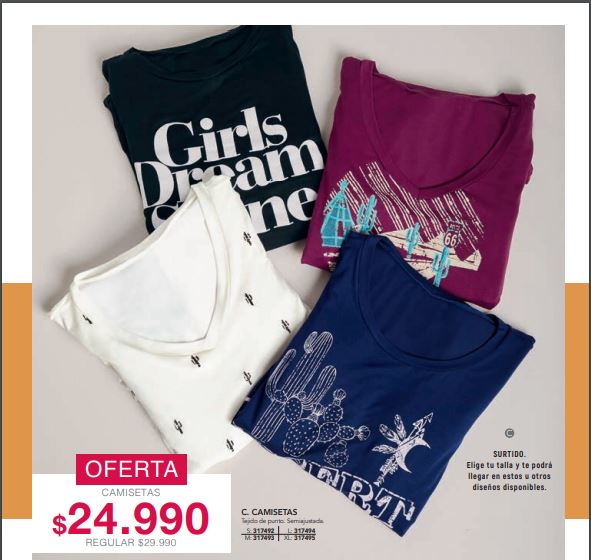 Girls
Dream
66
SURTIDO.
Elige tu talla y te podrá
llegar en estos u otros
diseños disponibles.
OFERTA
CAMISETAS
$24.990
REGULAR $29.990
C. CAMISETAS
Tejido de punto. Semiajustada.
S: 317492 L: 317494
M: 317493 XL: 317495